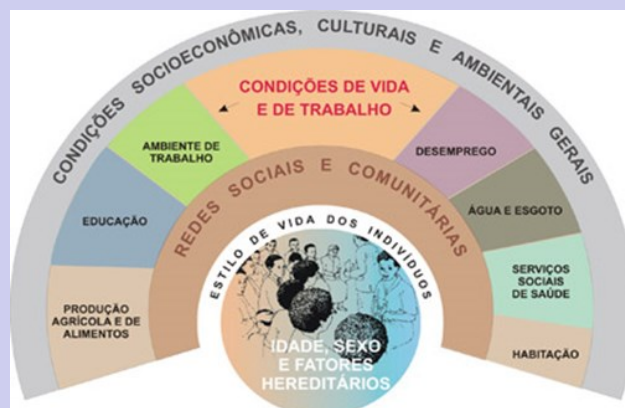 CONDIÇÕES SOCIOECONÔMICAS, CULTURAIS E AMBIENTAIS GERAIS
CONDIÇÕES DE VIDA
E DE TRABALHO
AMBIENTE DE
TRABALHO
DESEMPREGO
REDES SOCIAIS E COMUNITÁRIAS
EDUCAÇÃO
ÁGUA E ESGOTO
ESTILO DE VIDA DOS INDIVÍDUOS
SERVIÇOS
SOCIAIS
DE SAÚDE
PRODUÇÃO
AGRÍCOLA E DE
ALIMENTOS
HABITAÇÃO
IDADE, SEXO
E FATORES
HEREDITÁRIOS